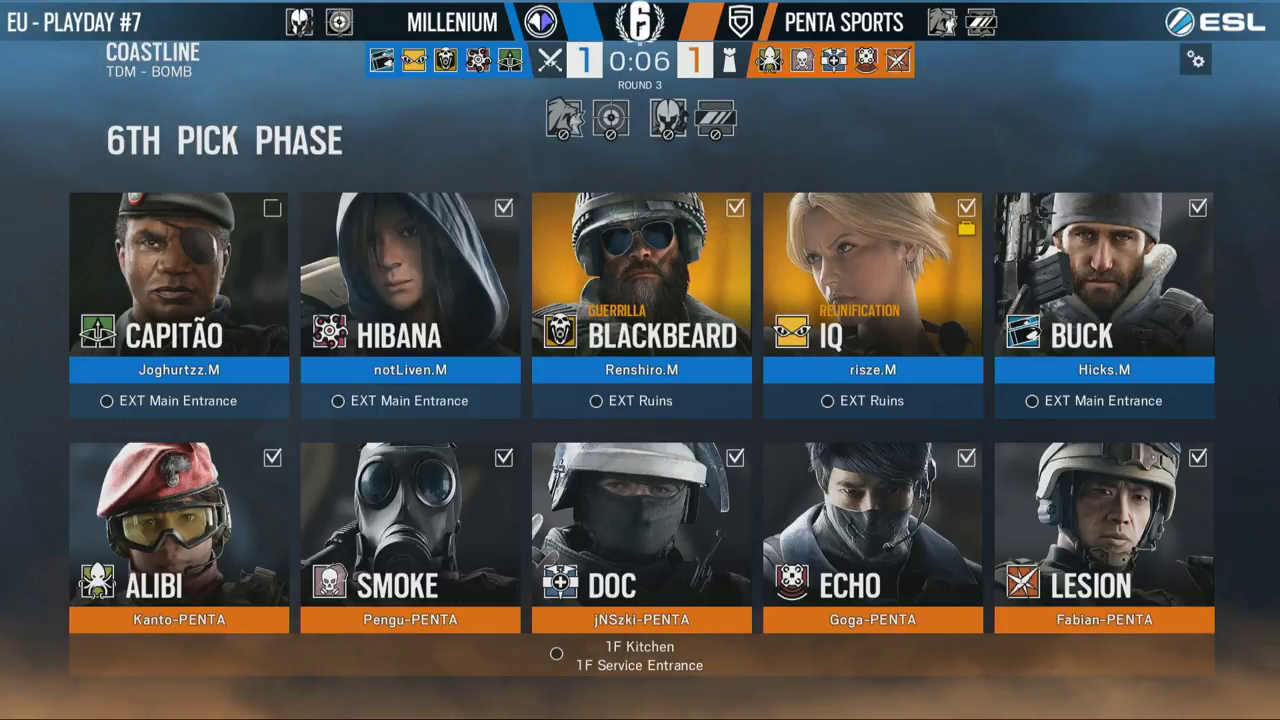 EU - PLAYDAY #7
MILLENIUM
6
PENTA SPORTS
ESL
COASTLINE
TDM - BOMB
1
0:06
1
ROUND 3
6TH PICK PHASE
CAPITÃO
HIBANA
GUERRILLA
BLACKBEARD
REUNIFICATION
IQ
BUCK
Joghurtzz.M
notLiven.M
Renshiro.M
risze.M
Hicks.M
EXT Main Entrance
EXT Main Entrance
EXT Ruins
EXT Ruins
EXT Main Entrance
ALIBI
SMOKE
DOC
ECHO
LESION
Kanto-PENTA
Pengu-PENTA
jNSzki-PENTA
Goga-PENTA
Fabian-PENTA
1F Kitchen
1F Service Entrance